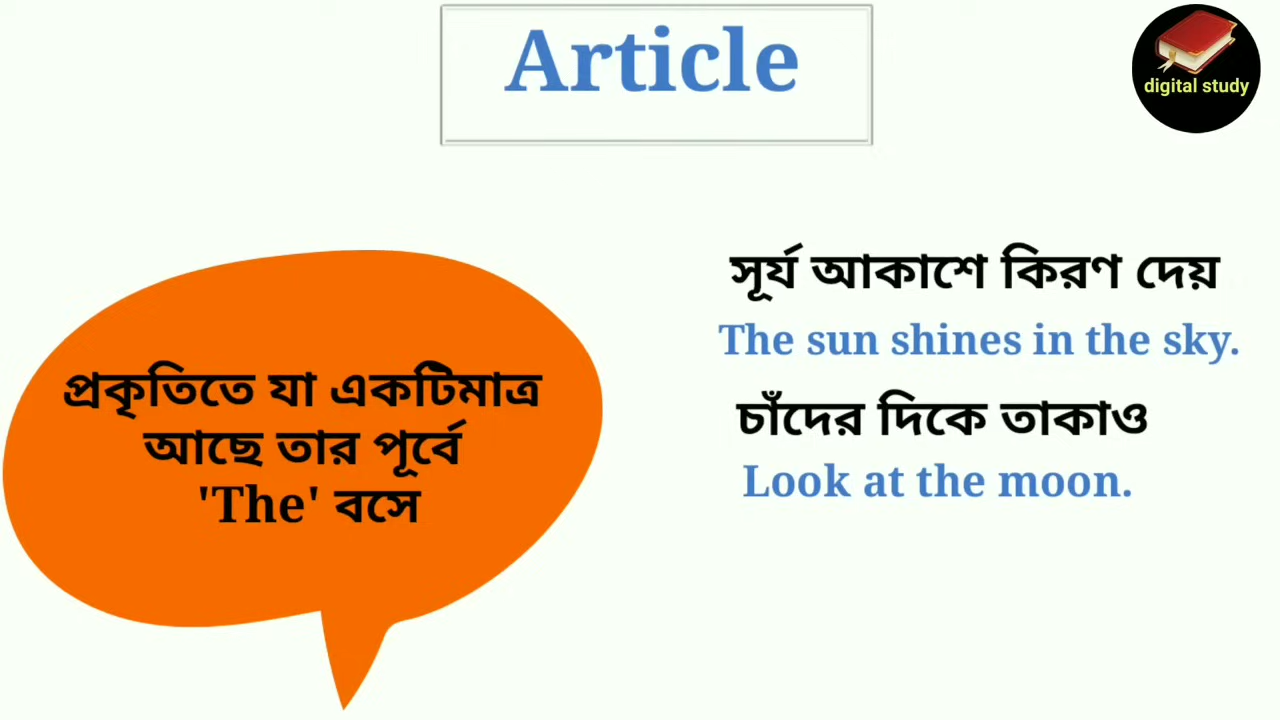 Article
digital study
প্রকৃতিতে যা একটিমাত্র
আছে তার পূর্বে
'The' বসে
সূর্য আকাশে কিরণ দেয়
The sun shines in the sky.
চাঁদের দিকে তাকাও
Look at the moon.